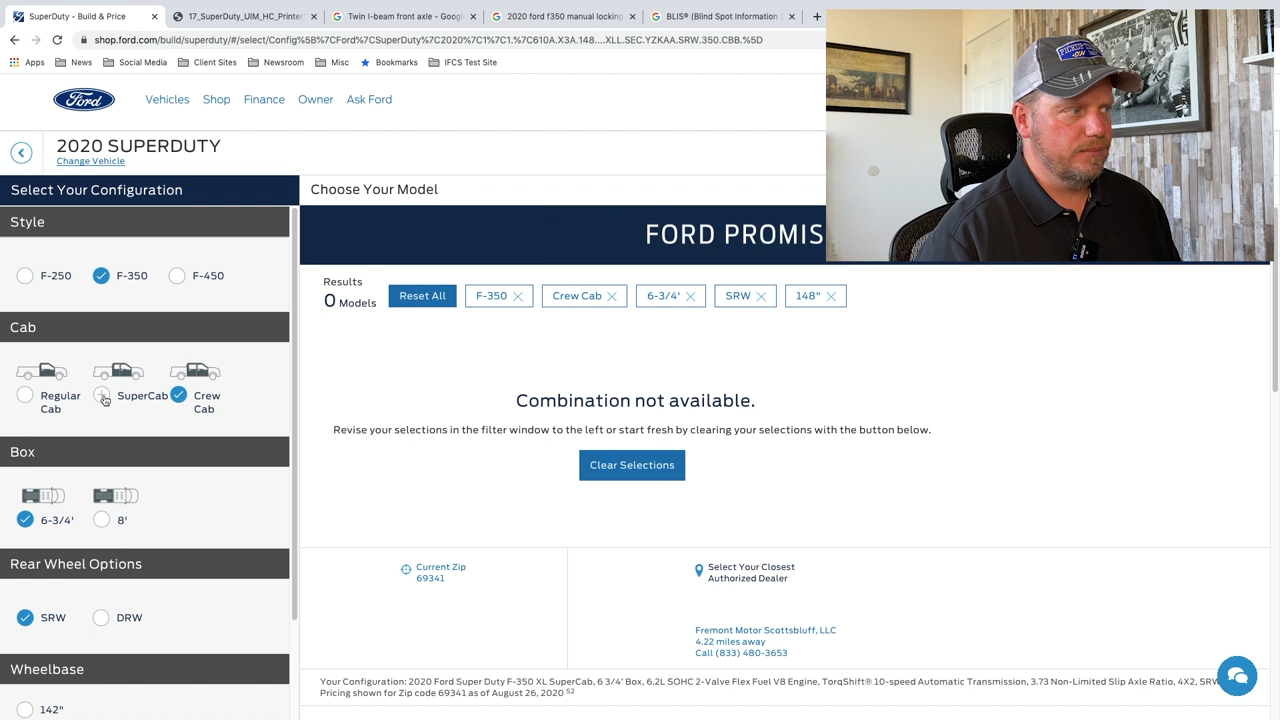 SuperDuty - Build & Price
17_SuperDuty_UIM_HC_Printer
Twin I-beam front axle - Goog
2020 ford f350 manual locking
BLIS® (Blind Spot Information
shop.ford.com/build/superduty/#/select/Config%5B%7CFord%7CSuperDuty%7C2020%7C1%7C1.%7C610A.X3A.148....XLL.SEC.YZKAA.SRW.350.CBB.%5D
Apps News Social Media Client Sites Newsroom Misc Bookmarks IFCS Test Site
Ford Vehicles Shop Finance Owner Ask Ford
2020 SUPERDUTY
Change Vehicle
Select Your Configuration
Choose Your Model
Style
FORD PROMIS
F-250 F-350 F-450
Results
0 Models
Reset All F-350 Crew Cab 6-3/4' SRW 148"
Cab
Regular Cab
SuperCab
Crew Cab
Combination not available.
Revise your selections in the filter window to the left or start fresh by clearing your selections with the button below.
Clear Selections
Box
6-3/4' 8'
Rear Wheel Options
SRW DRW
Wheelbase
142"
Current Zip
69341
Select Your Closest
Authorized Dealer
Fremont Motor Scottsbluff, LLC
4.22 miles away
Call (833) 480-3653
Your Configuration: 2020 Ford Super Duty F-350 XL SuperCab, 6 3/4' Box, 6.2L SOHC 2-Valve Flex Fuel V8 Engine, TorqShift® 10-speed Automatic Transmission, 3.73 Non-Limited Slip Axle Ratio, 4X2, SRW
Pricing shown for Zip code 69341 as of August 26, 2020 S2